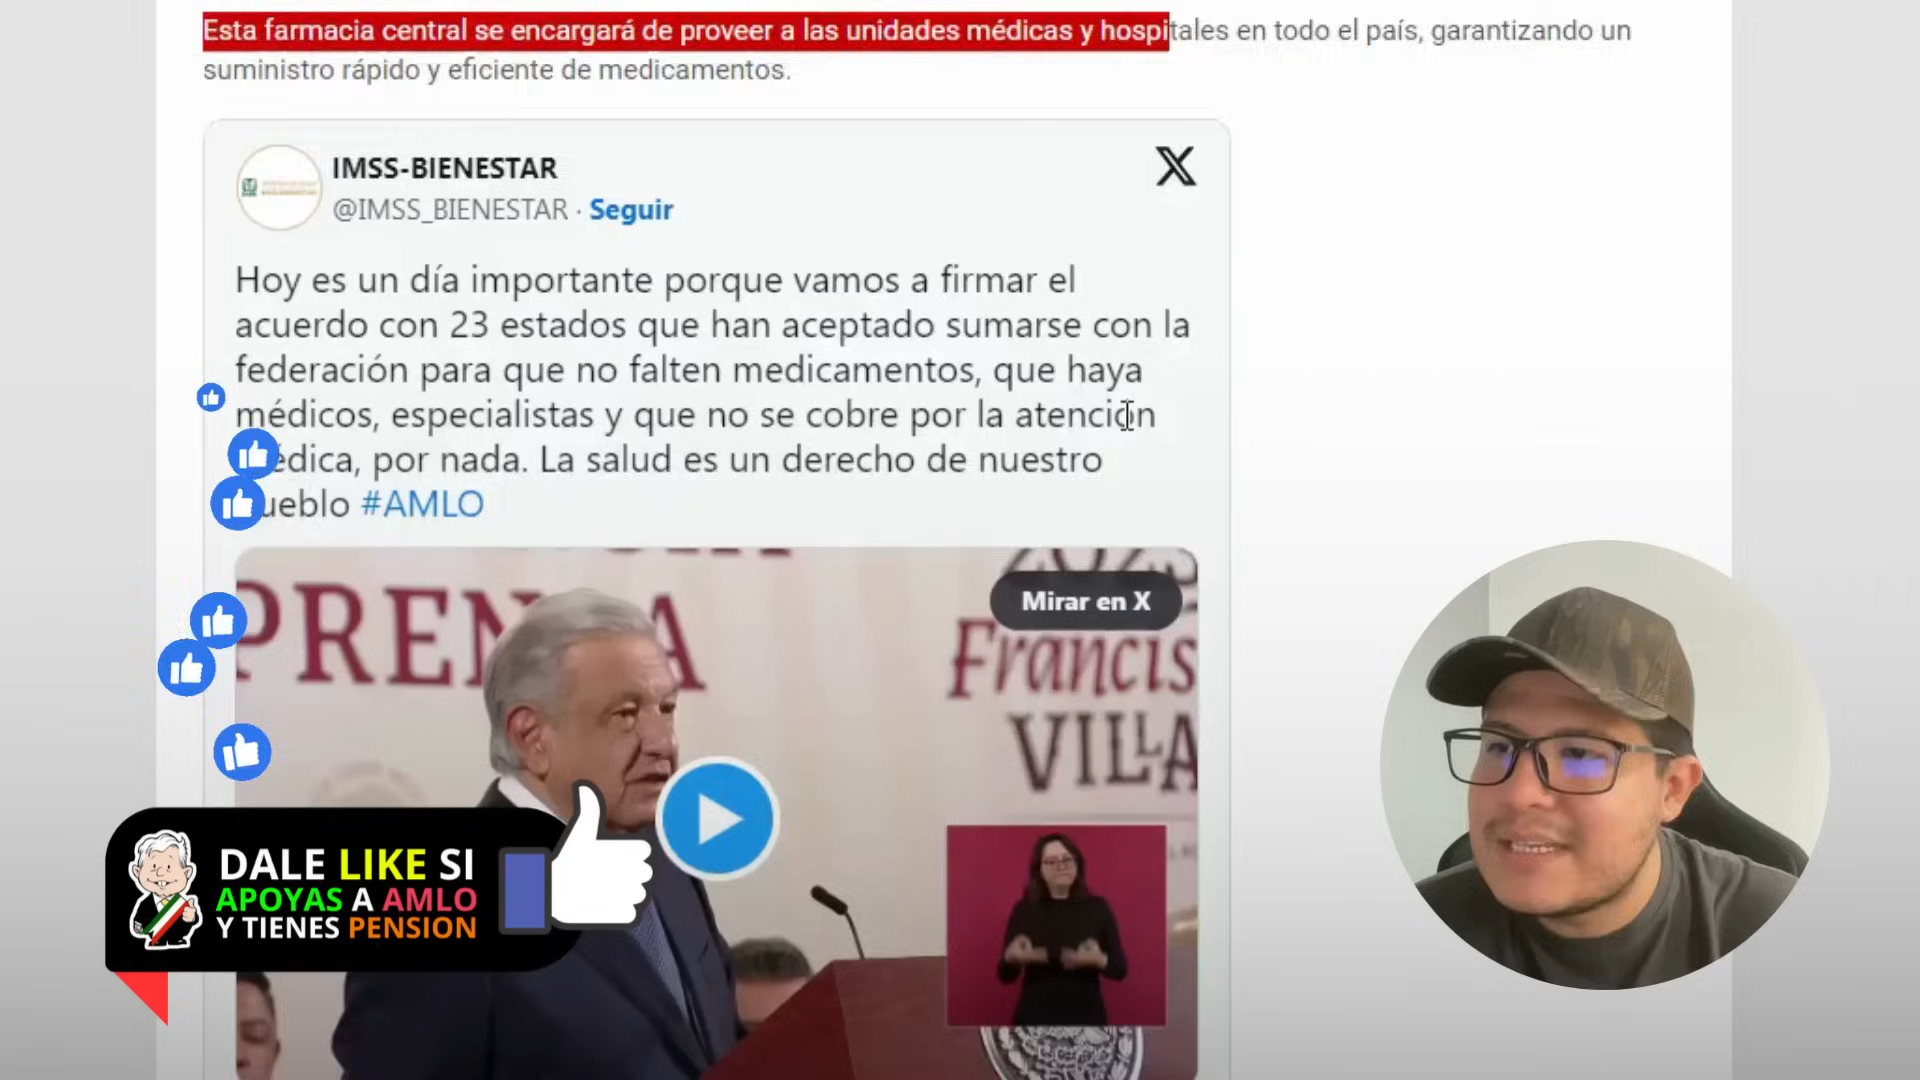 Esta farmacia central se encargará de proveer a las unidades médicas y hospitales en todo el país, garantizando un
suministro rápido y eficiente de medicamentos.
IMSS-BIENESTAR
@IMSS_BIENESTAR · Seguir
Hoy es un día importante porque vamos a firmar el
acuerdo con 23 estados que han aceptado sumarse con la
federación para que no falten medicamentos, que haya
médicos, especialistas y que no se cobre por la atención
édica, por nada. La salud es un derecho de nuestro
ueblo #AMLO
Mirar en X
PREN A
Francis
VILLA
DALE LIKE SI
APOYAS A AMLO
Y TIENES PENSION